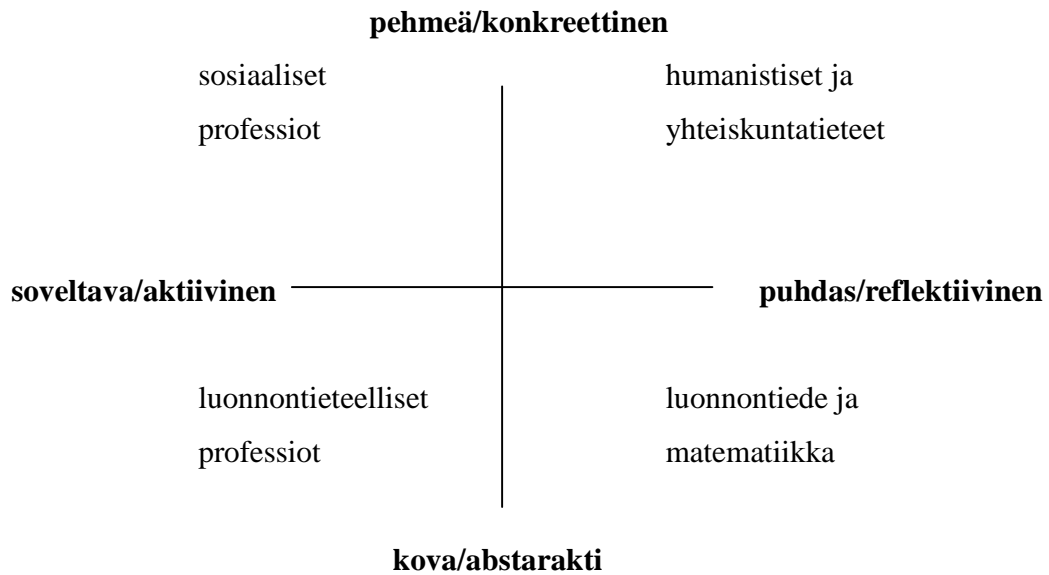 pehmeä/konkreettinen
sosiaaliset
professiot
humanistiset ja
yhteiskuntatieteet
soveltava/aktiivinen
puhdas/reflektiivinen
luonnontieteelliset
professiot
luonnontiede ja
matematiikka
kova/abstarakti